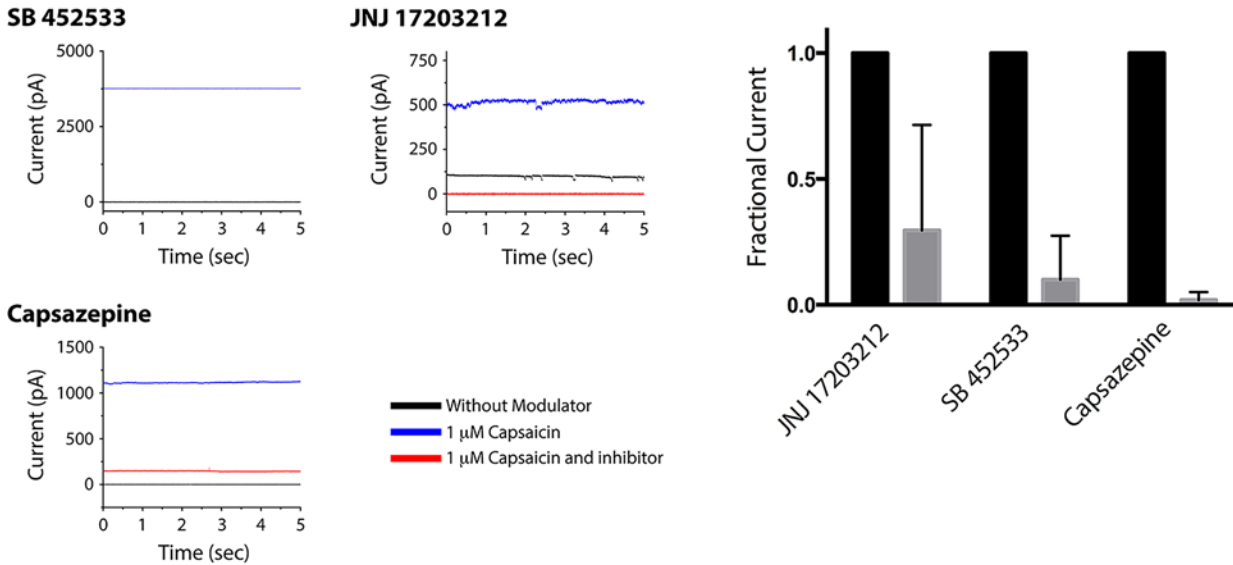 SB 452533
5000
2500
0
Current (pA)
0 1 2 3 4 5
Time (sec)
JNJ 17203212
750
500
250
0
Current (pA)
0 1 2 3 4 5
Time (sec)
Capsazepine
1500
1000
500
0
Current (pA)
0 1 2 3 4 5
Time (sec)
Without Modulator
1 μM Capsaicin
1 μM Capsaicin and inhibitor
1.0
0.5
0.0
Fractional Current
JNJ 17203212
SB 452533
Capsazepine